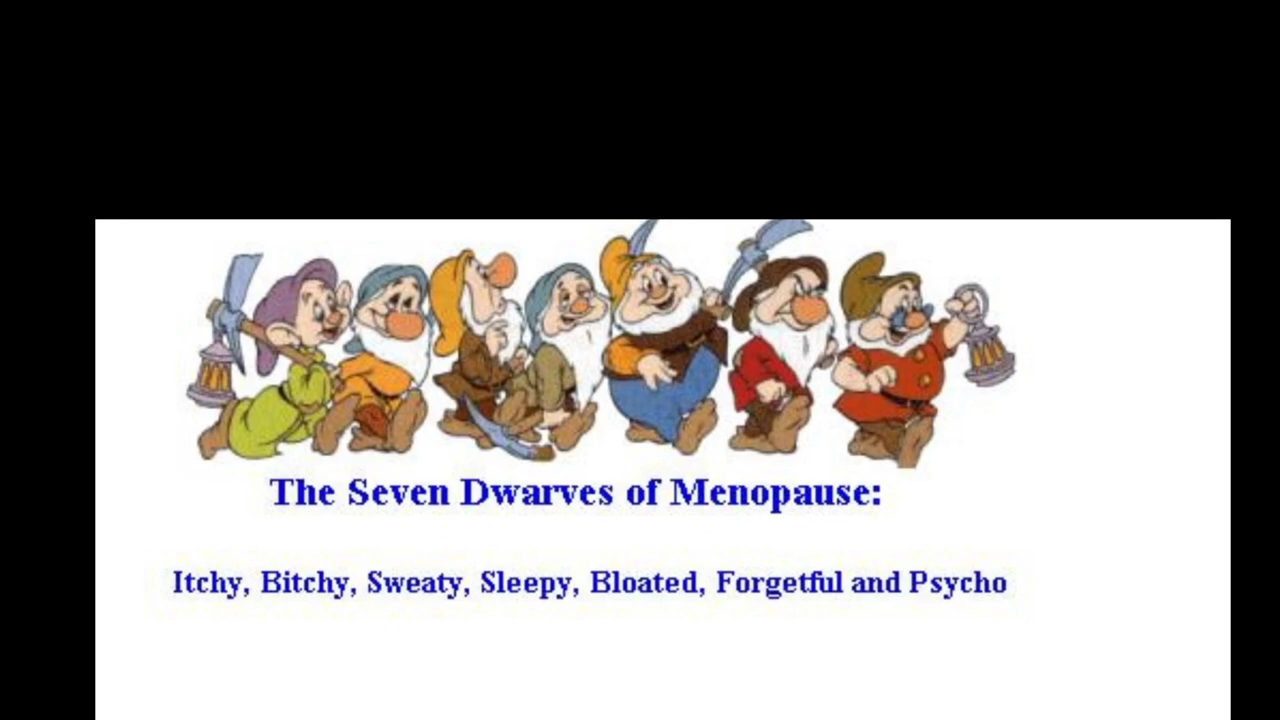 The Seven Dwarves of Menopause:
Itchy, Bitchy, Sweaty, Sleepy, Bloated, Forgetful and Psycho